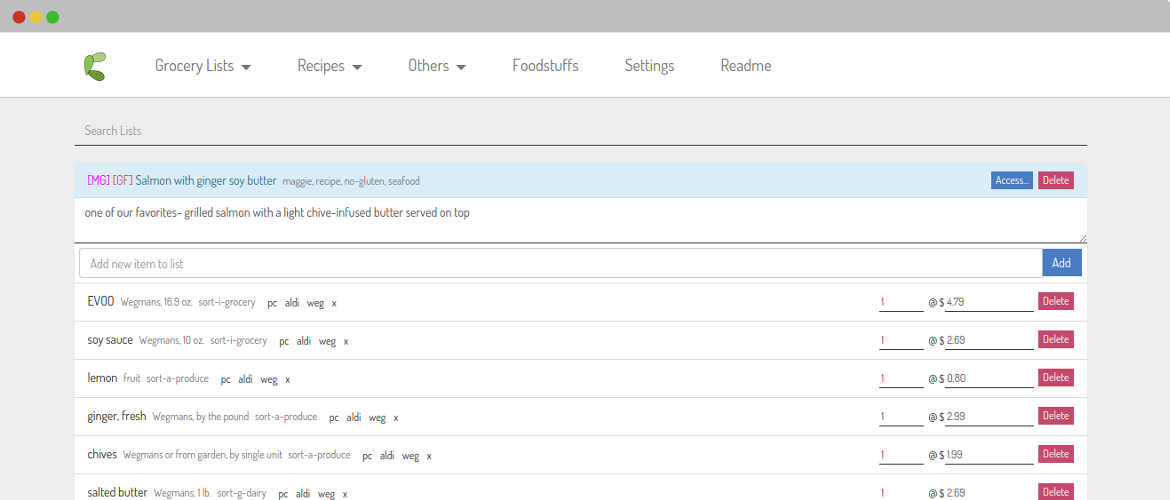 Grocery Lists Recipes Others Foodstuffs Settings Readme
Search Lists
[MG] [GF] Salmon with ginger soy butter maggie, recipe, no-gluten, seafood Access... Delete
one of our favorites- grilled salmon with a light chive-infused butter served on top
Add new item to list Add
EVOO Wegmans, 16.9 oz. sort-i-grocery pc aldi weg x 1 @ $ 4.79 Delete
soy sauce Wegmans, 10 oz. sort-i-grocery pc aldi weg x 1 @ $ 2.69 Delete
lemon fruit sort-a-produce pc aldi weg x 1 @ $ 0.80 Delete
ginger, fresh Wegmans, by the pound sort-a-produce pc aldi weg x 1 @ $ 2.99 Delete
chives Wegmans or from garden, by single unit sort-a-produce pc aldi weg x 1 @ $ 1.99 Delete
salted butter Wegmans, 1 lb. sort-g-dairy pc aldi weg x 1 @ $ 2.69 Delete